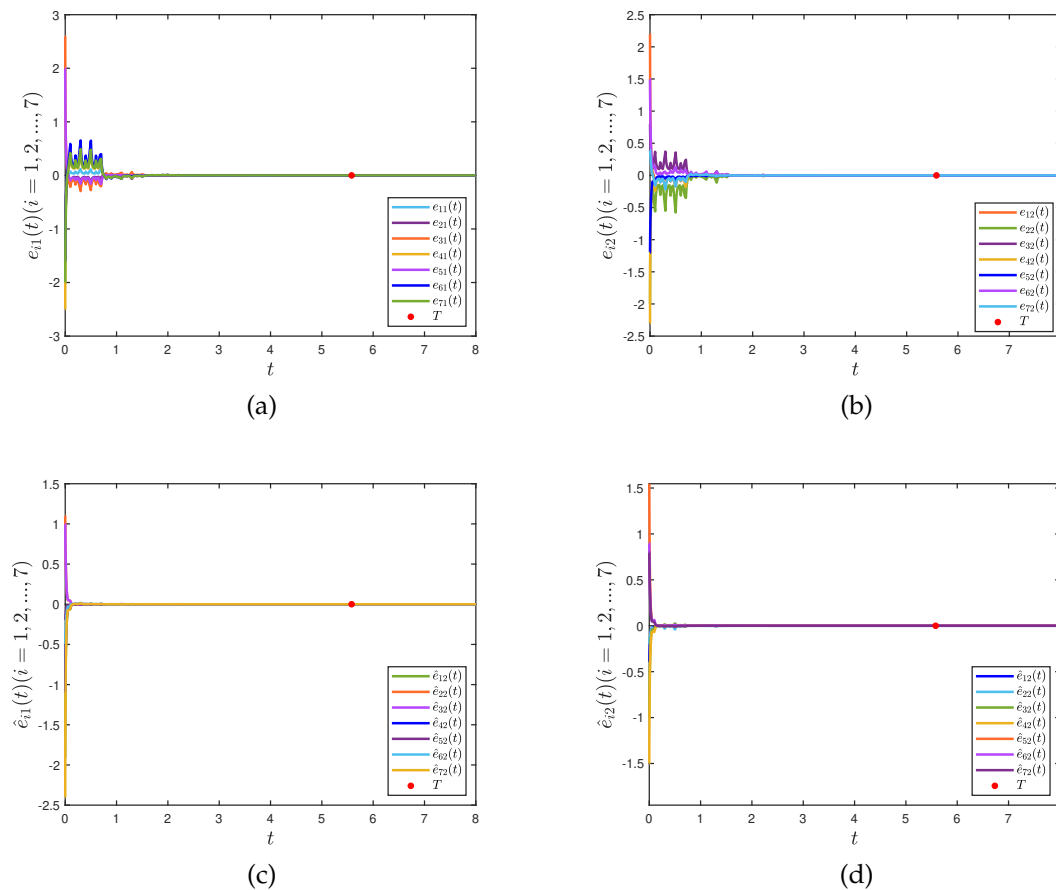 3
2
1
0
-1
-2
-3
e_{i1}(t)(i = 1, 2, ..., 7)
e_{11}(t)
e_{21}(t)
e_{31}(t)
e_{41}(t)
e_{51}(t)
e_{61}(t)
e_{71}(t)
T
0 1 2 3 4 5 6 7 8
t
(a)
2.5
2
1.5
1
0.5
0
-0.5
-1
-1.5
-2
-2.5
e_{i2}(t)(i = 1, 2, ..., 7)
e_{12}(t)
e_{22}(t)
e_{32}(t)
e_{42}(t)
e_{52}(t)
e_{62}(t)
e_{72}(t)
T
0 1 2 3 4 5 6 7
t
(b)
1.5
1
0.5
0
-0.5
-1
-1.5
-2
-2.5
ê_{i1}(t)(i = 1, 2, ..., 7)
ê_{12}(t)
ê_{22}(t)
ê_{32}(t)
ê_{42}(t)
ê_{52}(t)
ê_{62}(t)
ê_{72}(t)
T
0 1 2 3 4 5 6 7 8
t
(c)
1.5
1
0.5
0
-0.5
-1
-1.5
ê_{i2}(t)(i = 1, 2, ..., 7)
ê_{12}(t)
ê_{22}(t)
ê_{32}(t)
ê_{42}(t)
ê_{52}(t)
ê_{62}(t)
ê_{72}(t)
T
0 1 2 3 4 5 6 7
t
(d)